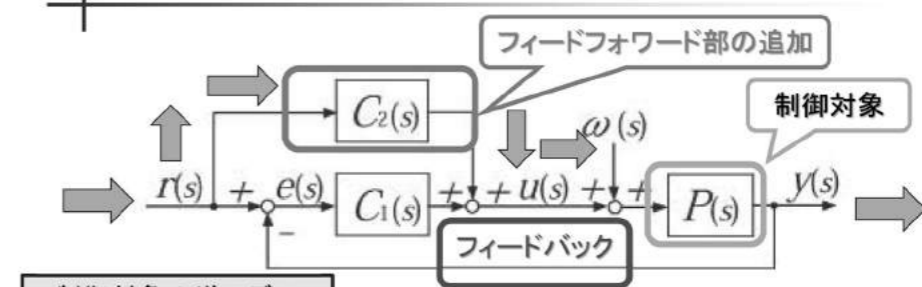 フィードフォワード部の追加
制御対象
C₂(s)
ω(s)
r(s) + e(s) C₁(s) + + u(s) + + P(s) y(s)
−
フィードバック